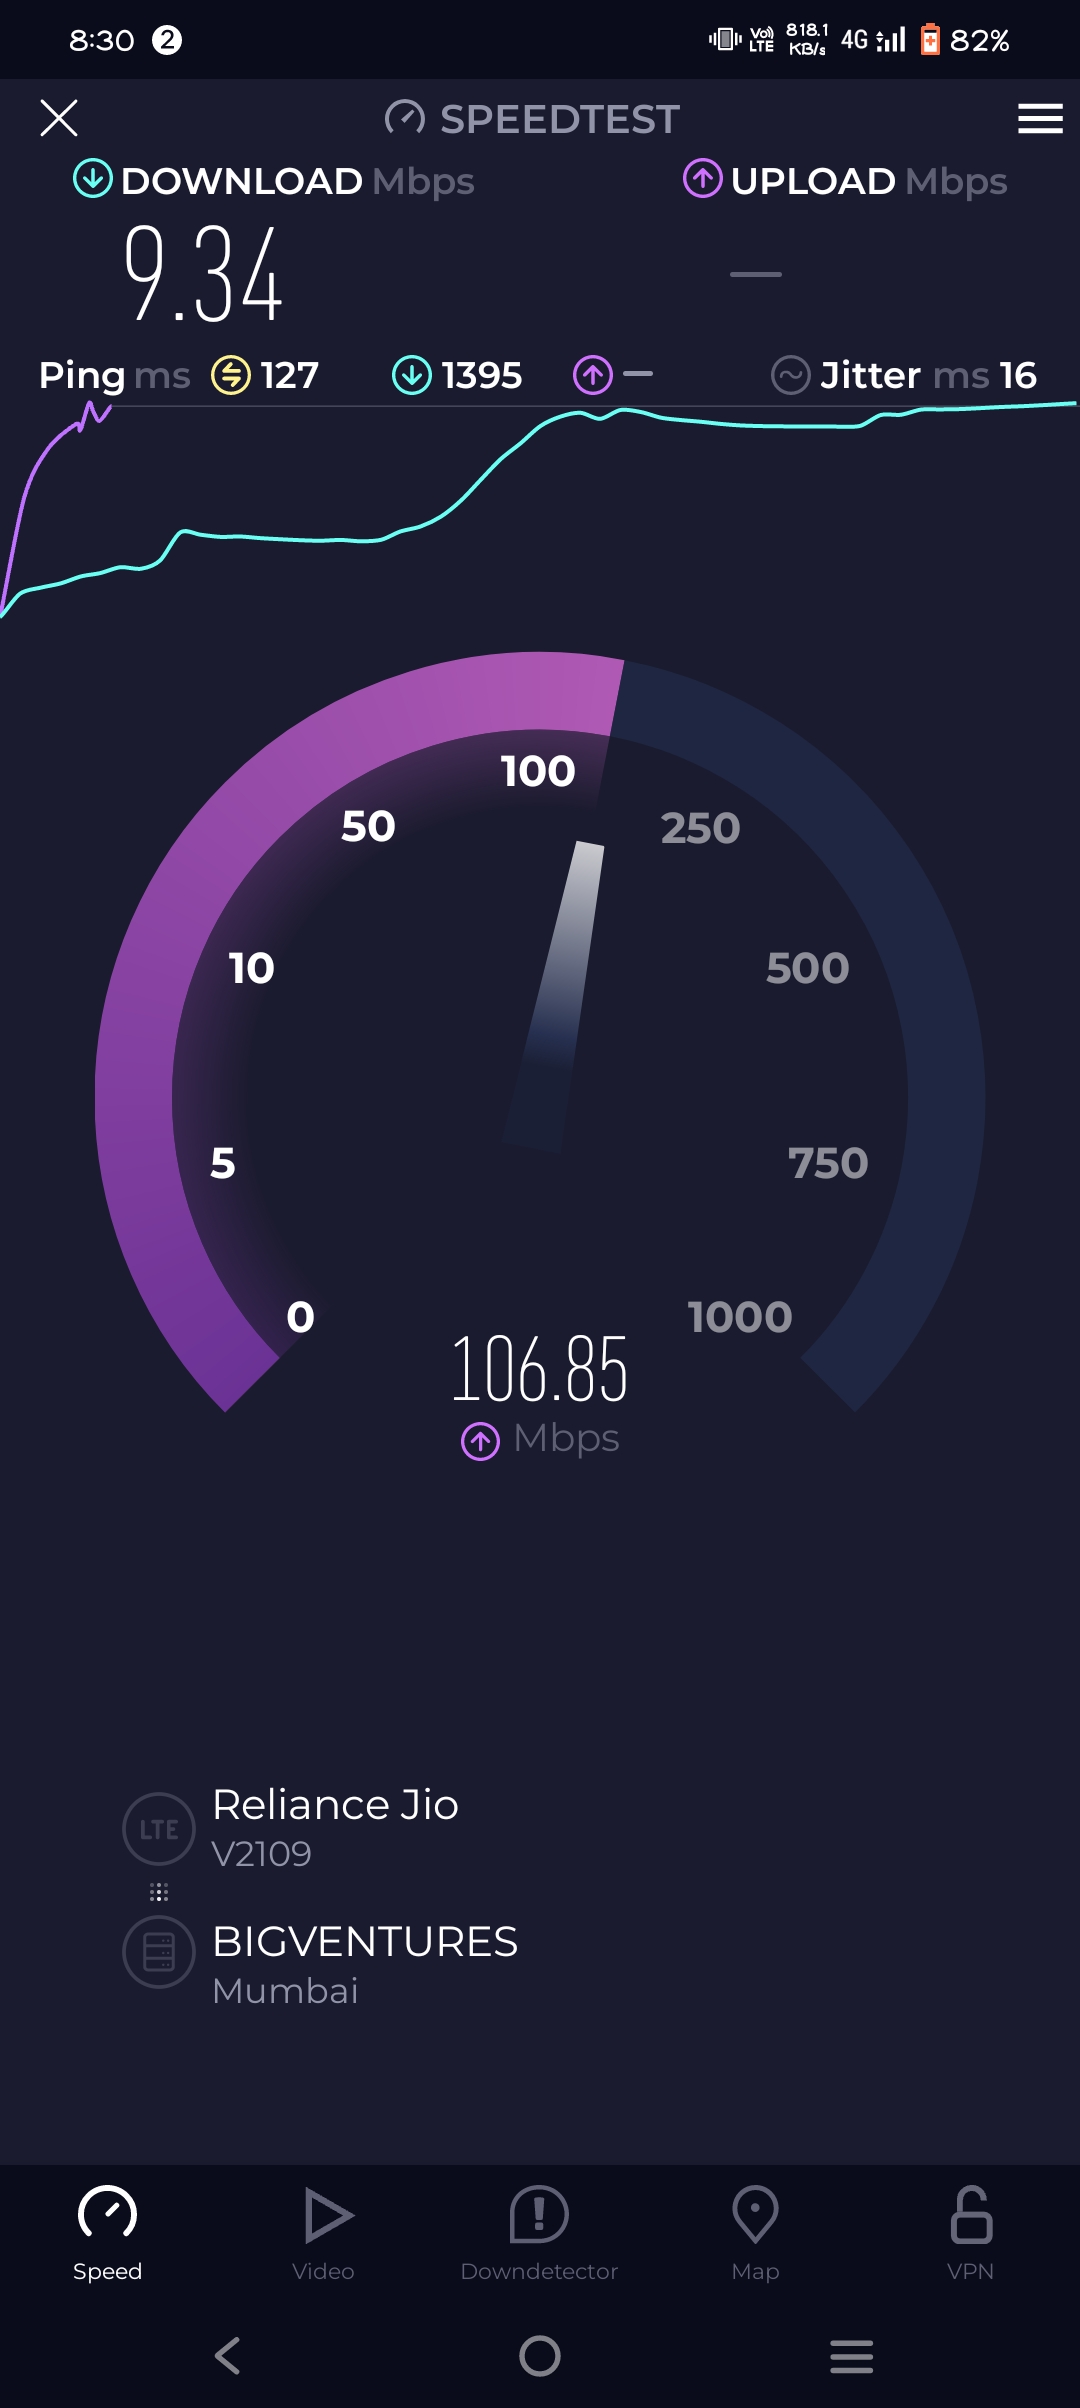 8:30 2 Vo)) LTE 818.1 KB/s 4G 82%
SPEEDTEST
DOWNLOAD Mbps UPLOAD Mbps
9.34 —
Ping ms 127 1395 — Jitter ms 16
100
50 250
10 500
5 750
0 1000
106.85
Mbps
LTE Reliance Jio
V2109
BIGVENTURES
Mumbai
Speed Video Downdetector Map VPN